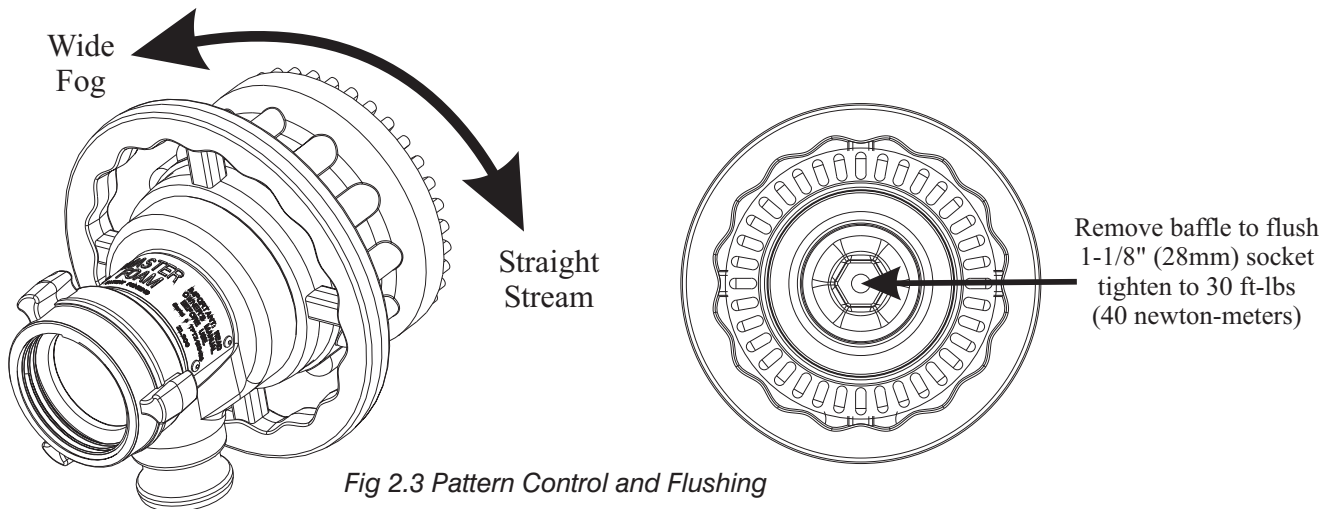 Wide
Fog
Straight
Stream
MASTER
FOAM
Remove baffle to flush
1-1/8" (28mm) socket
tighten to 30 ft-lbs
(40 newton-meters)
Fig 2.3 Pattern Control and Flushing